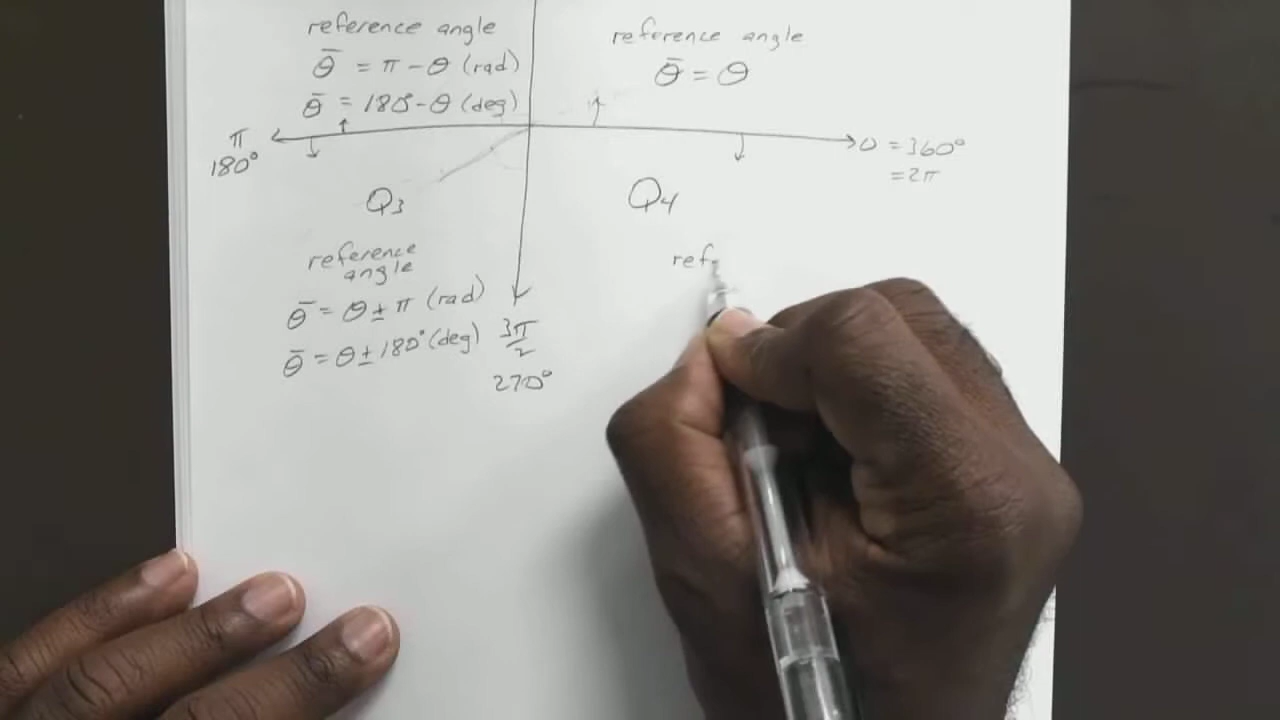 reference angle
θ̄ = π - θ (rad)
θ̄ = 180° - θ (deg)
reference angle
θ̄ = θ
π
180°
0 = 360°
= 2π
Q3
reference
angle
θ̄ = θ ± π (rad)
θ̄ = θ ± 180° (deg)
3π
2
270°
Q4
ref